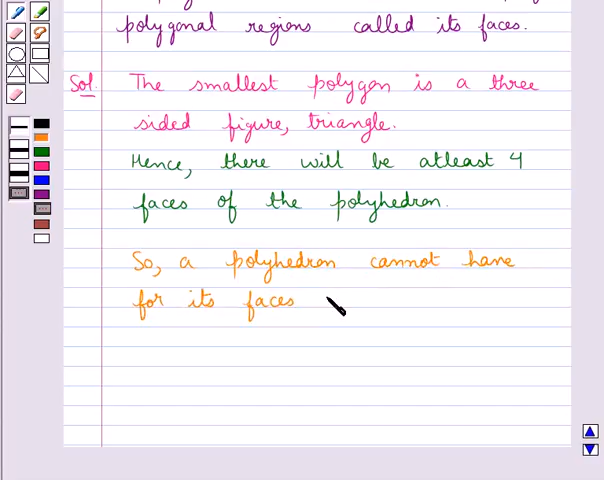 polygonal regions called its faces.
Sol. The smallest polygon is a three
sided figure, triangle.
Hence, there will be atleast 4
faces of the polyhedron.
So, a polyhedron cannot have
for its faces